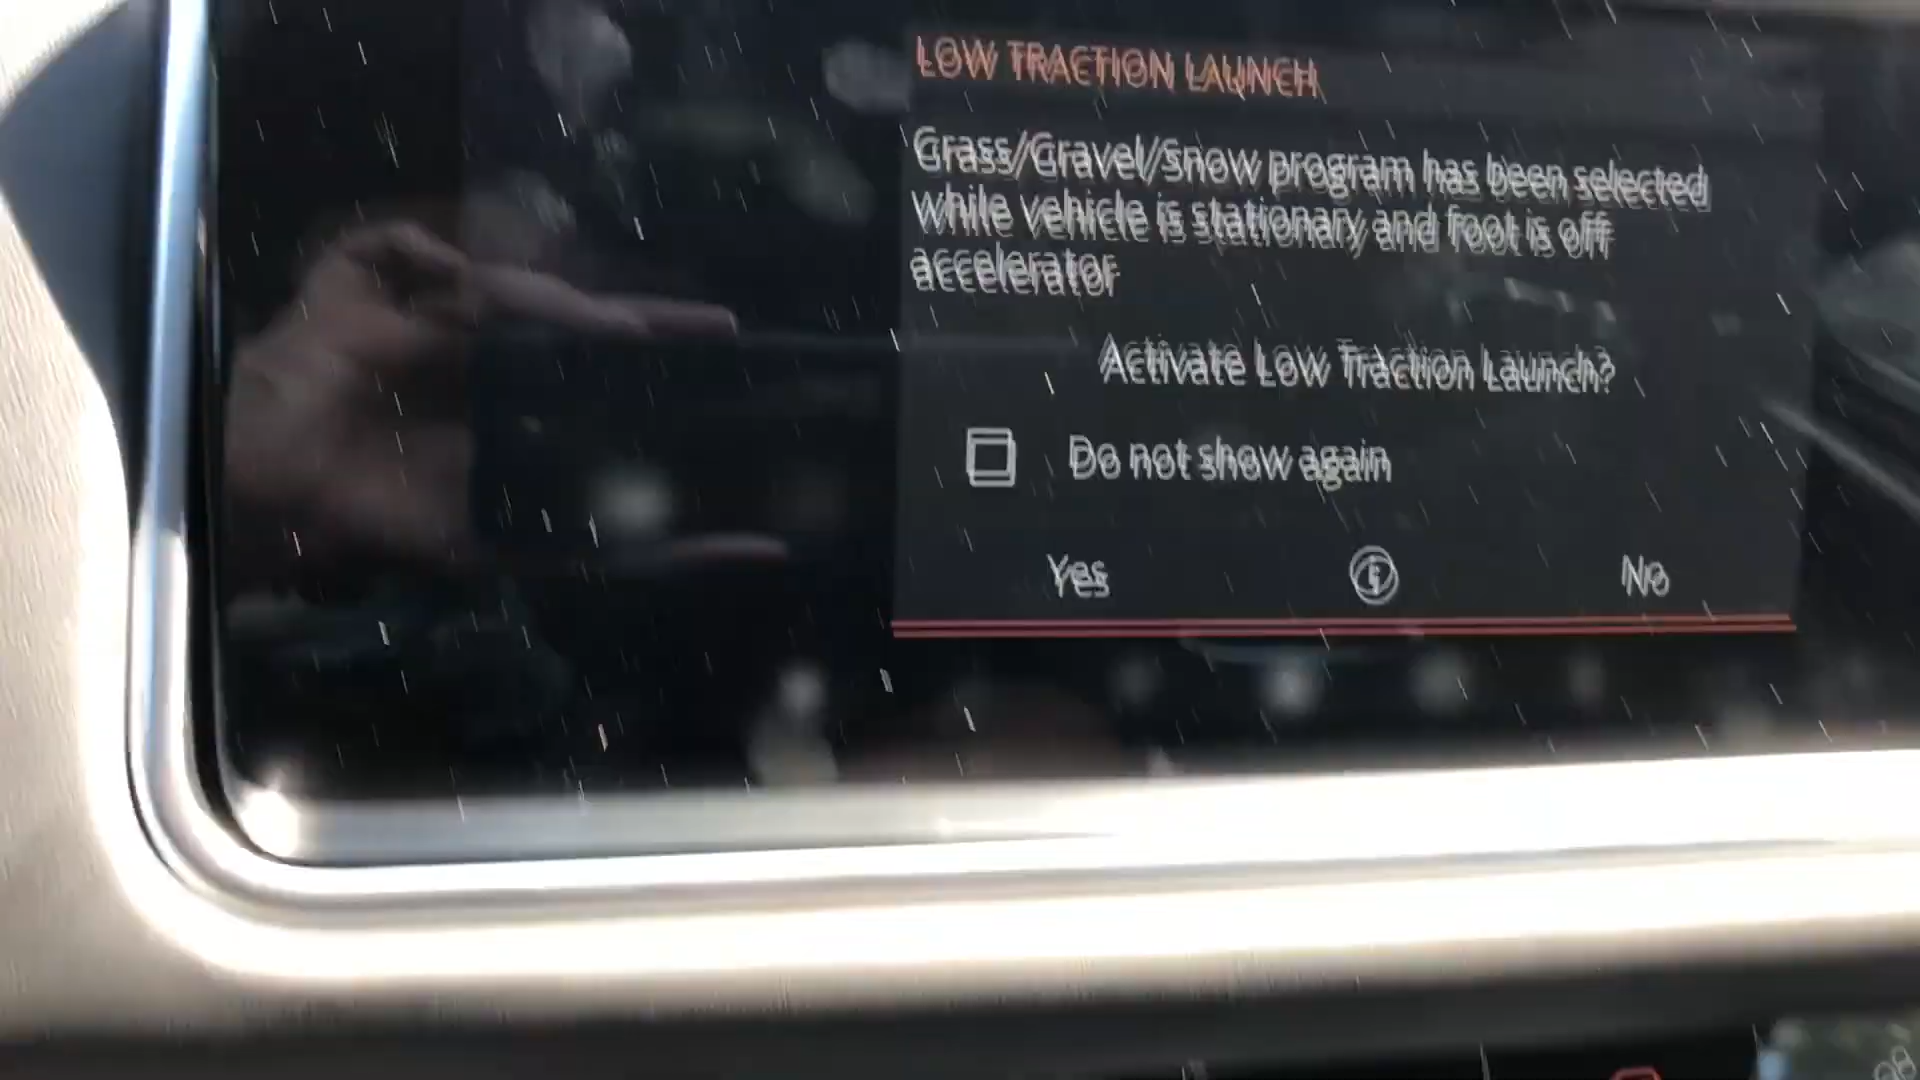 LOW TRACTION LAUNCH
Grass/Gravel/Snow program has been selected
while vehicle is stationary and foot is off
accelerator
Activate Low Traction Launch?
Do not show again
Yes
i
No